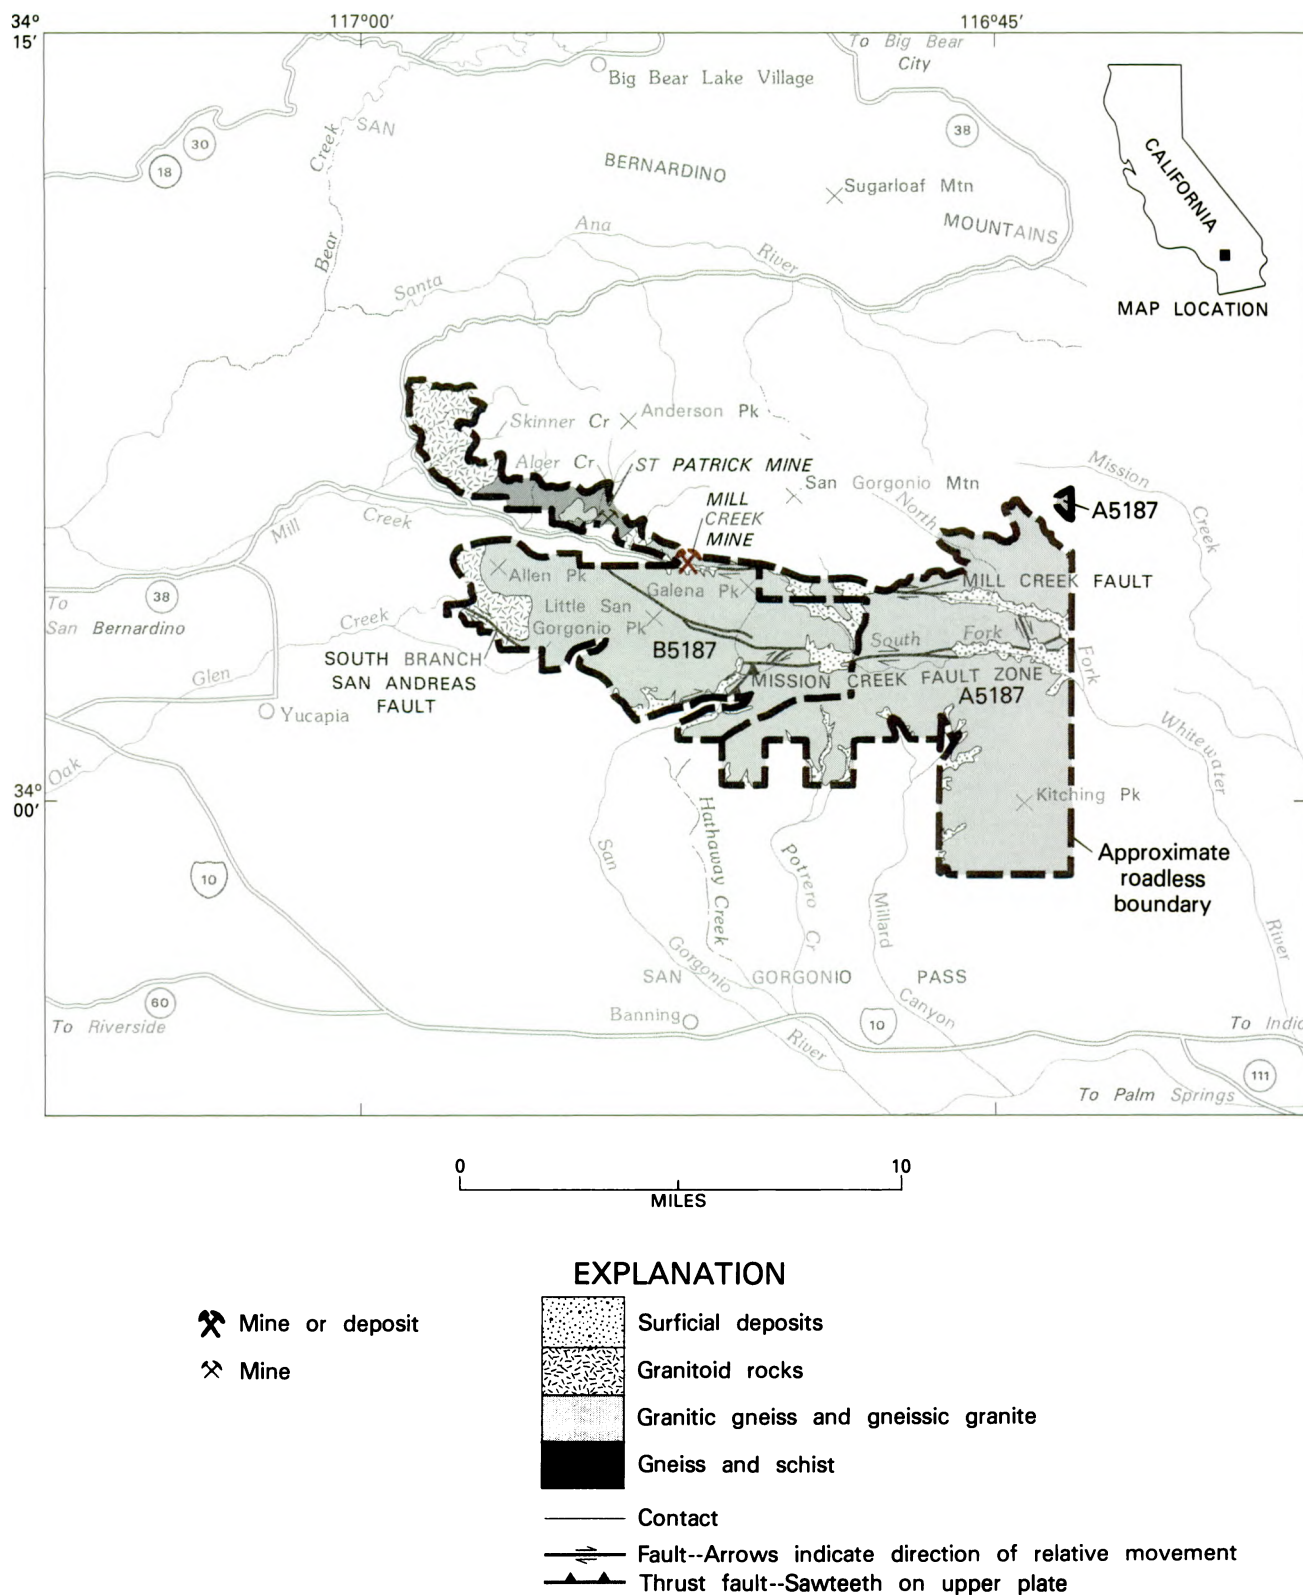 34°
15'
117°00'
116°45'
To Big Bear
City
Big Bear Lake Village
SAN
BERNARDINO
MOUNTAINS
30
18
38
Creek
Bear
Sugarloaf Mtn
CALIFORNIA
MAP LOCATION
Santa
Ana
River
Skinner Cr
Anderson Pk
Alger Cr
ST PATRICK MINE
San Gorgonio Mtn
MILL
CREEK
MINE
North
Fork
Mission
Creek
A5187
Mill
Creek
Allen Pk
Galena Pk
MILL CREEK FAULT
To
San Bernardino
38
Little San
Gorgonio Pk
B5187
South
Fork
MISSION CREEK FAULT ZONE
A5187
SOUTH BRANCH
SAN ANDREAS
FAULT
Oak
Glen
Creek
Yucapia
Whitewater
River
34°
00'
Kitching Pk
Approximate
roadless
boundary
San
Gorgonio
River
Hathaway Creek
Potrero Cr
Millard
Canyon
10
SAN GORGONIO PASS
60
To Riverside
Banning
10
To Indio
111
To Palm Springs
0
10
MILES
EXPLANATION
Mine or deposit
Mine
Surficial deposits
Granitoid rocks
Granitic gneiss and gneissic granite
Gneiss and schist
Contact
Fault--Arrows indicate direction of relative movement
Thrust fault--Sawteeth on upper plate